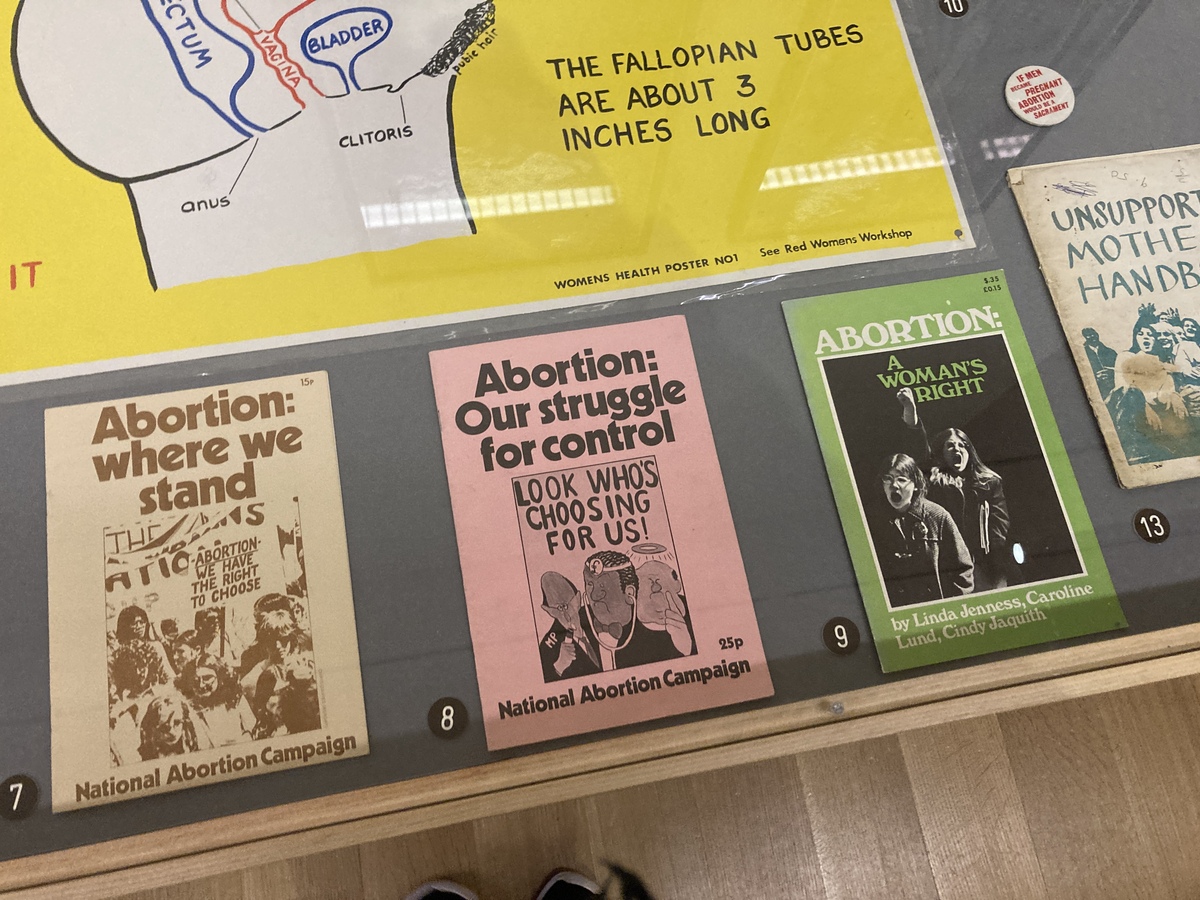 RECTUM
VAGINA
BLADDER
pubic hair
CLITORIS
anus
THE FALLOPIAN TUBES
ARE ABOUT 3
INCHES LONG
IT
WOMENS HEALTH POSTER NO1
See Red Womens Workshop
10
IF MEN
BECAME
PREGNANT
ABORTION
WOULD BE A
SACRAMENT
UNSUPPORT
MOTHE
HANDB
13
15p
Abortion:
where we
stand
THE
ABORTION-
WE HAVE
THE RIGHT
TO CHOOSE
National Abortion Campaign
7
Abortion:
Our struggle
for control
LOOK WHO'S
CHOOSING
FOR US!
MP
25p
National Abortion Campaign
8
$.35
£0.15
ABORTION:
A
WOMAN'S
RIGHT
by Linda Jenness, Caroline
Lund, Cindy Jaquith
9